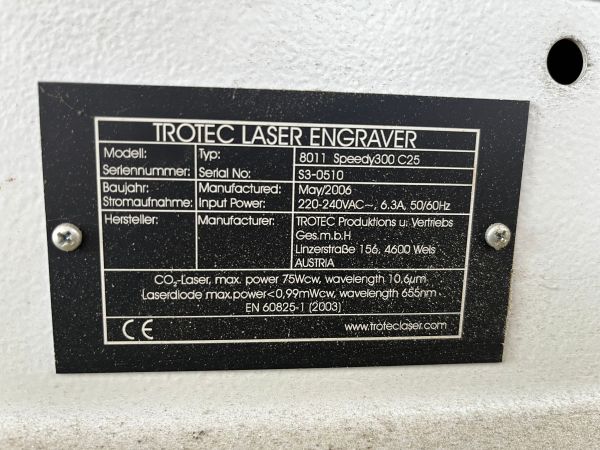 TROTEC LASER ENGRAVER
Modell: Typ: 8011 Speedy300 C25
Seriennummer: Serial No: S3-0510
Baujahr: Manufactured: May/2006
Stromaufnahme: Input Power: 220-240VAC~, 6.3A, 50/60Hz
Hersteller: Manufacturer: TROTEC Produktions u. Vertriebs
Ges.m.b.H
Linzerstraße 156, 4600 Wels
AUSTRIA
CO₂-Laser, max. power 75Wcw, wavelength 10,6µm
Laserdiode max.power<0,99mWcw, wavelength 655nm
EN 60825-1 (2003)
CE www.troteclaser.com